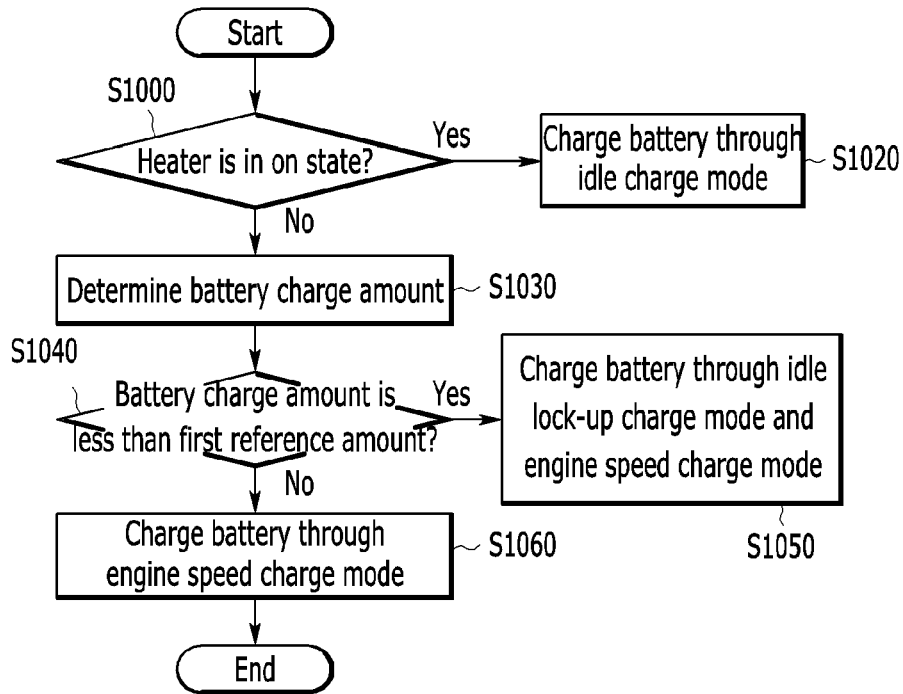 Start
S1000
Heater is in on state?
Yes
Charge battery through
idle charge mode
S1020
No
Determine battery charge amount
S1030
S1040
Battery charge amount is
less than first reference amount?
Yes
Charge battery through idle
lock-up charge mode and
engine speed charge mode
S1050
No
Charge battery through
engine speed charge mode
S1060
End